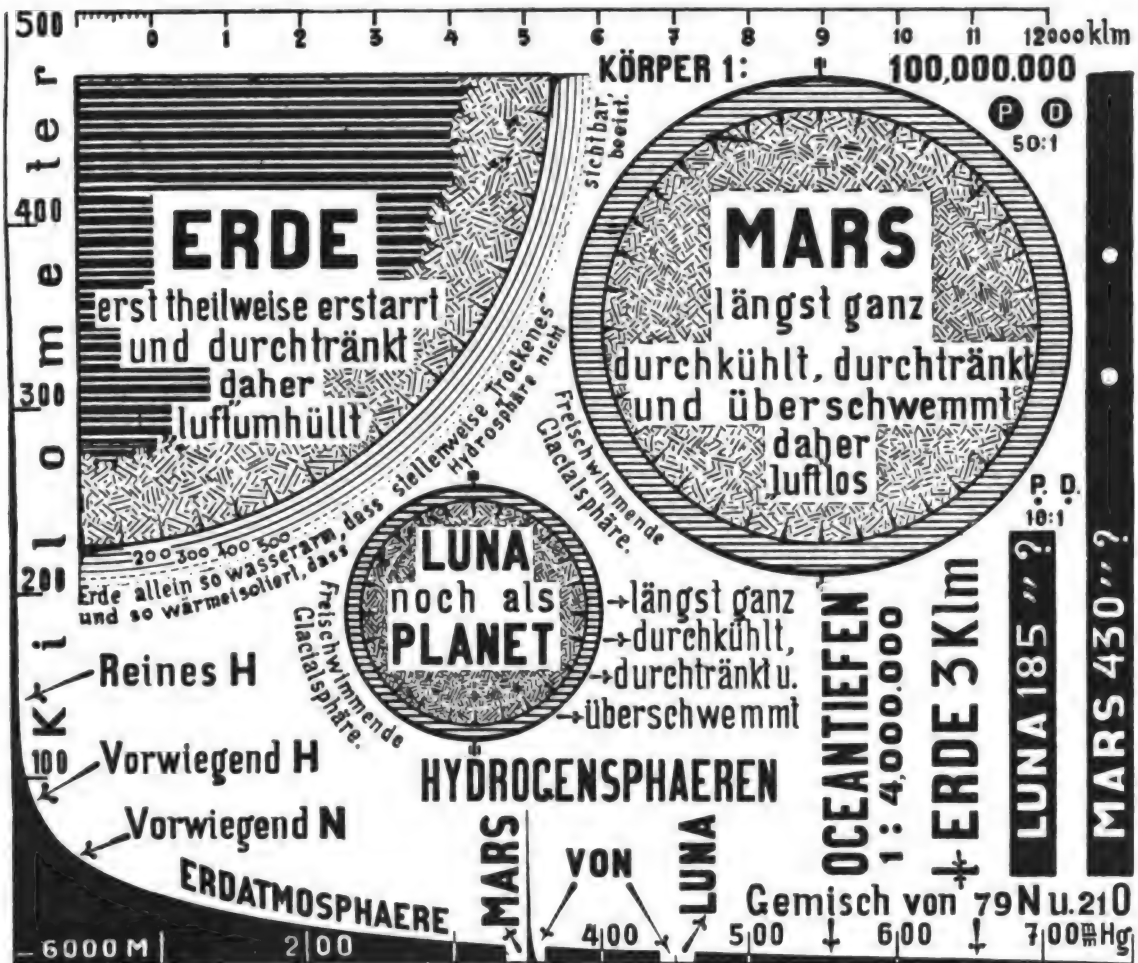 500
0 1 2 3 4 5 6 7 8 9 10 11 12000 klm
KÖRPER 1: 100,000.000
P D
50:1
Kilometer
400
300
200
100
ERDE
erst theilweise erstarrt
und durchtränkt
daher
luftumhüllt
200 300 400 500
Erde allein so wasserarm, dass stellenweise Trockenes sichtbar,
und so wärmeisoliert, dass Hydrosphäre nicht beeist.
MARS
längst ganz
durchkühlt, durchtränkt
und überschwemmt
daher
luftlos
Freischwimmende
Glacialsphäre.
LUNA
noch als
PLANET
Freischwimmende
Glacialsphäre.
längst ganz
durchkühlt,
durchtränkt u.
überschwemmt
P. D.
10:1
OCEANTIEFEN
1: 4,000.000
ERDE 3 Klm
LUNA 185 " ?
MARS 430 " ?
Reines H
Vorwiegend H
Vorwiegend N
HYDROGENSPHAEREN
VON
MARS
LUNA
ERDATMOSPHAERE
Gemisch von 79 N u. 21 O
- 6000 M 200 400 500 600 700 mm Hg